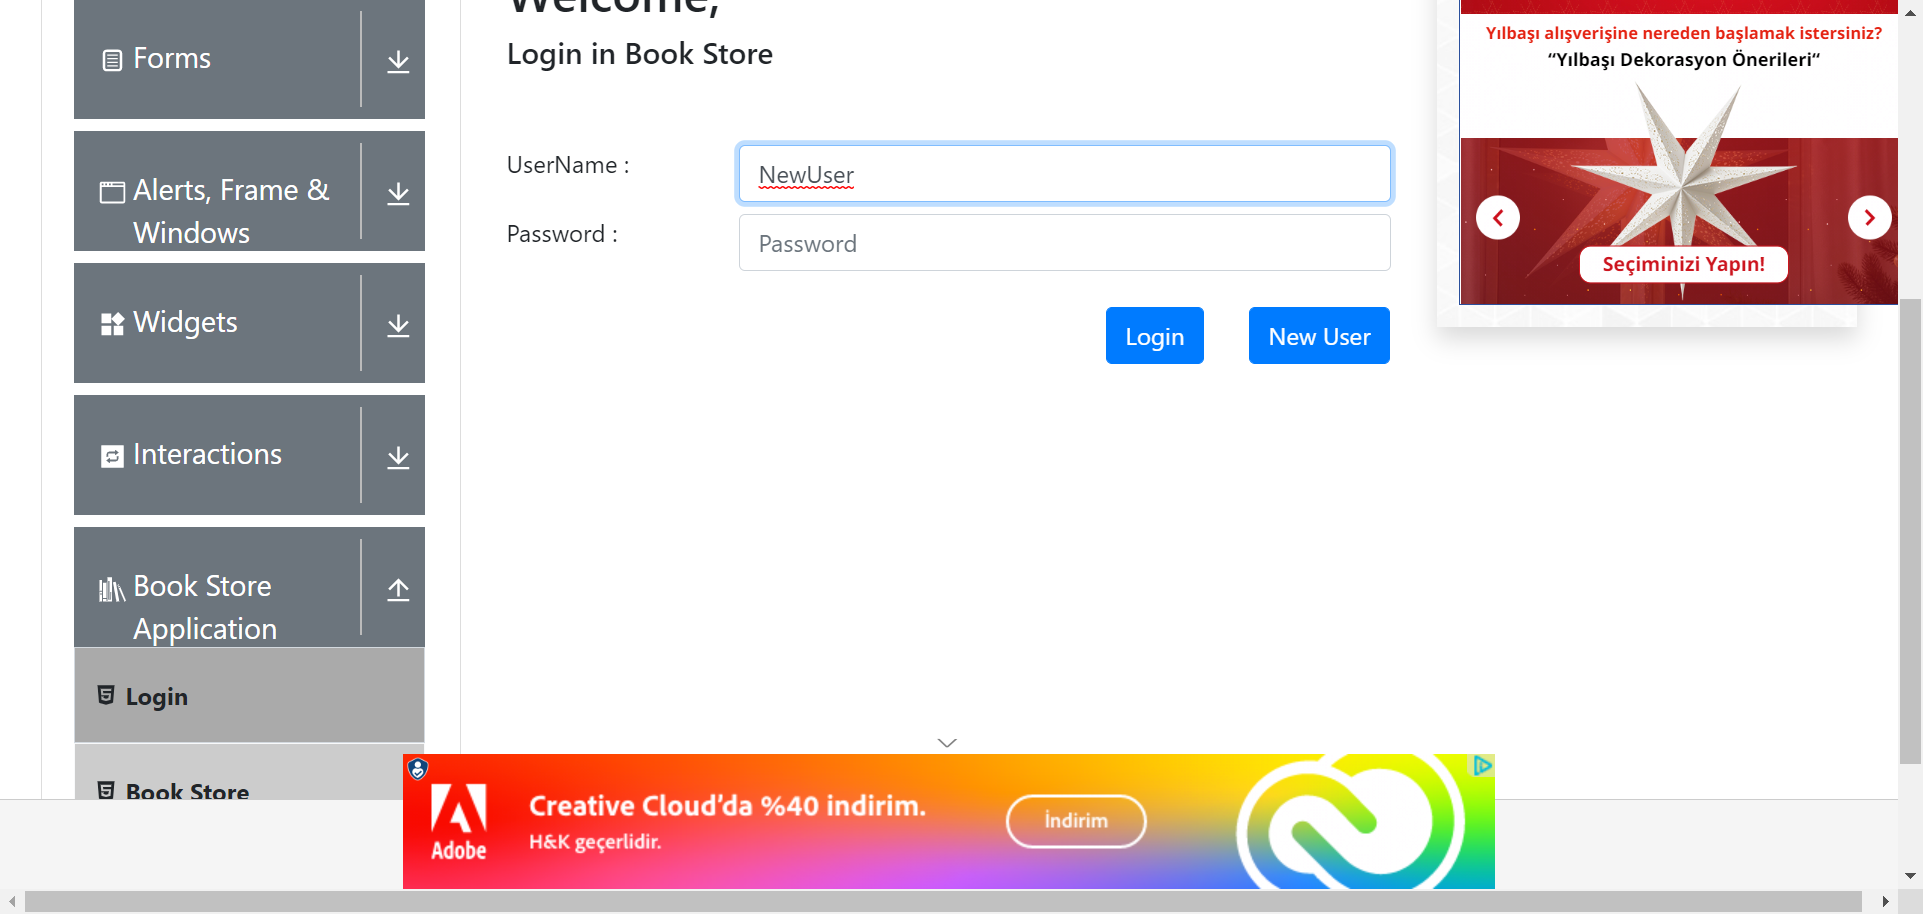 Welcome,
Login in Book Store
Forms
Alerts, Frame &
Windows
Widgets
Interactions
Book Store
Application
Login
Book Store
UserName :
NewUser
Password :
Password
Login
New User
Yılbaşı alışverişine nereden başlamak istersiniz?
“Yılbaşı Dekorasyon Önerileri“
Seçiminizi Yapın!
Adobe
Creative Cloud’da %40 indirim.
H&K geçerlidir.
İndirim